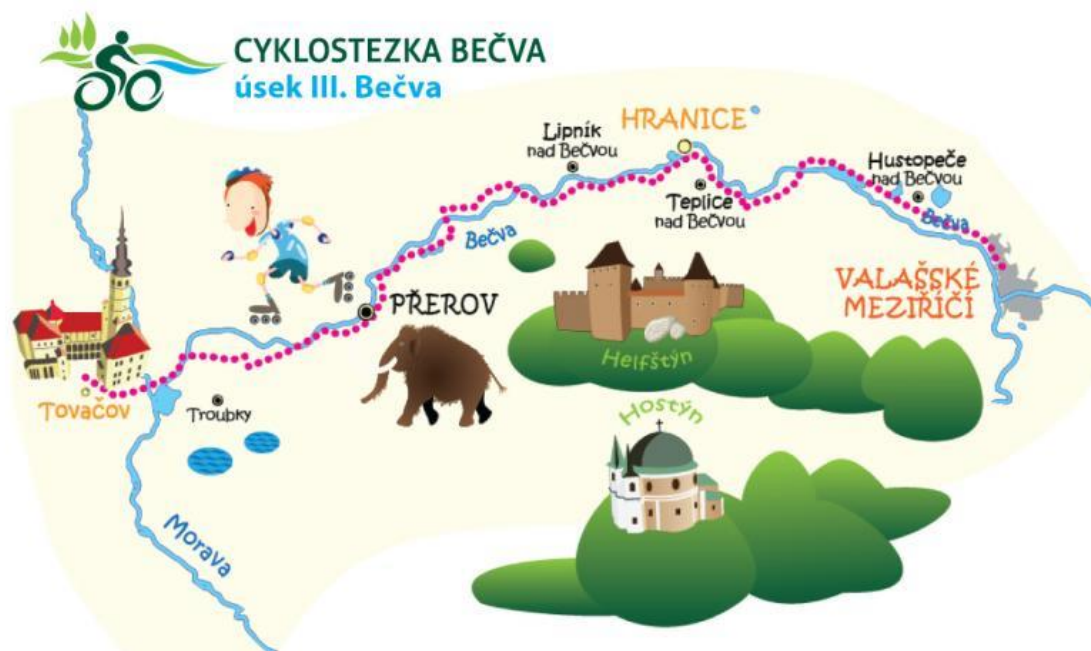 CYKLOSTEZKA BEČVA
úsek III. Bečva
HRANICE
Lipník
nad Bečvou
Hustopeče
nad Bečvou
Teplice
nad Bečvou
Bečva
Bečva
VALAŠSKÉ
MEZIŘÍČÍ
PŘEROV
Helfštýn
Tovačov
Troubky
Hostýn
Morava